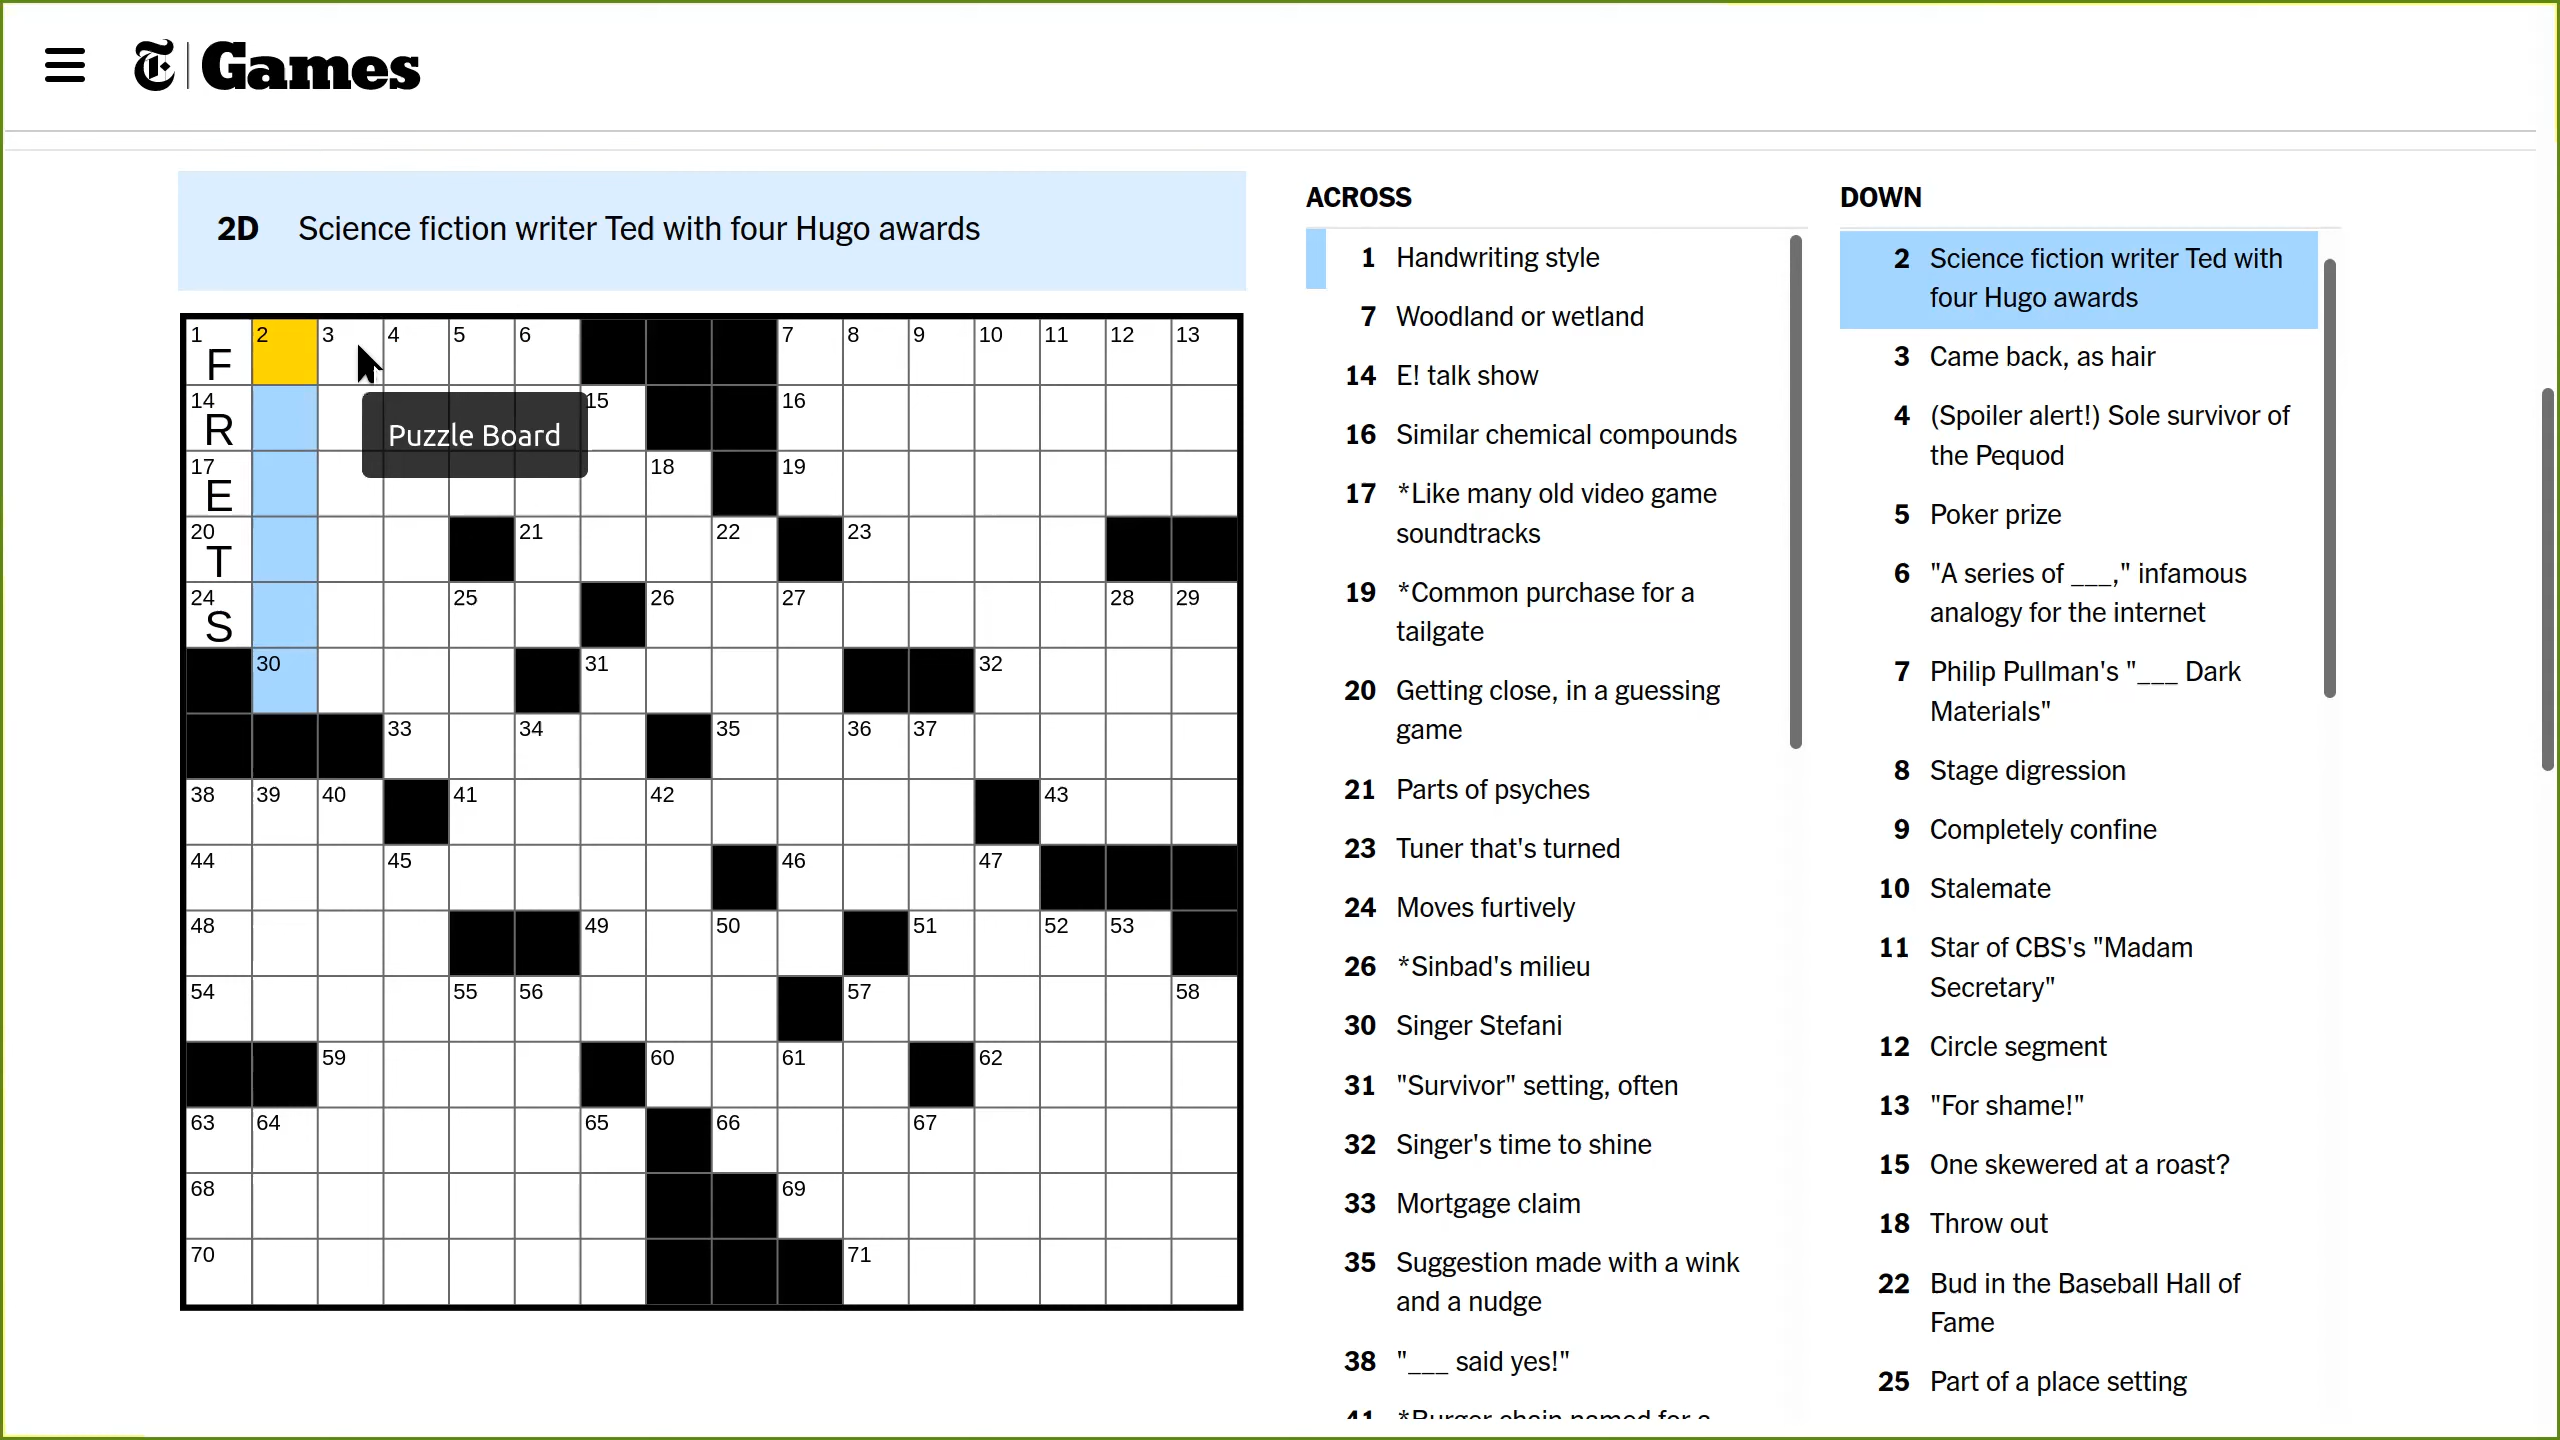 T Games
2D Science fiction writer Ted with four Hugo awards
1 2 3 4 5 6 7 8 9 10 11 12 13
F
14 15 16
R
Puzzle Board
17 18 19
E
20 21 22 23
T
24 25 26 27 28 29
S
30 31 32
33 34 35 36 37
38 39 40 41 42 43
44 45 46 47
48 49 50 51 52 53
54 55 56 57 58
59 60 61 62
63 64 65 66 67
68 69
70 71
ACROSS
1 Handwriting style
7 Woodland or wetland
14 E! talk show
16 Similar chemical compounds
17 *Like many old video game
soundtracks
19 *Common purchase for a
tailgate
20 Getting close, in a guessing
game
21 Parts of psyches
23 Tuner that's turned
24 Moves furtively
26 *Sinbad's milieu
30 Singer Stefani
31 "Survivor" setting, often
32 Singer's time to shine
33 Mortgage claim
35 Suggestion made with a wink
and a nudge
38 "___ said yes!"
41 *Burger chain named for a
DOWN
2 Science fiction writer Ted with
four Hugo awards
3 Came back, as hair
4 (Spoiler alert!) Sole survivor of
the Pequod
5 Poker prize
6 "A series of ___," infamous
analogy for the internet
7 Philip Pullman's "___ Dark
Materials"
8 Stage digression
9 Completely confine
10 Stalemate
11 Star of CBS's "Madam
Secretary"
12 Circle segment
13 "For shame!"
15 One skewered at a roast?
18 Throw out
22 Bud in the Baseball Hall of
Fame
25 Part of a place setting